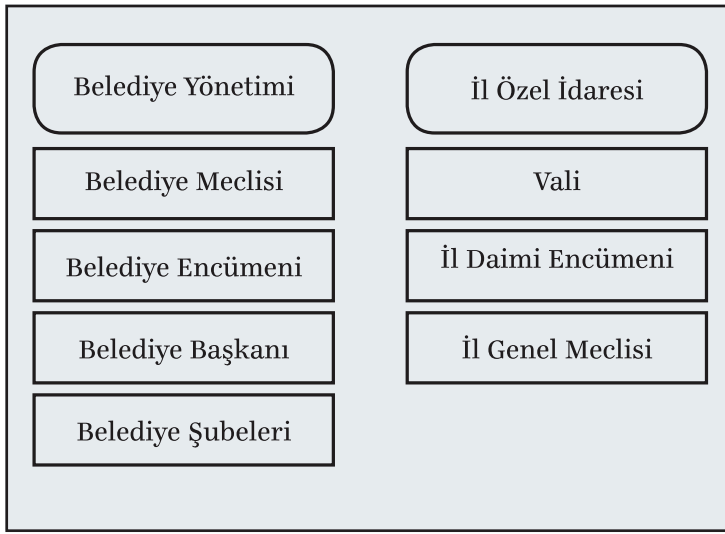 Belediye Yönetimi
Belediye Meclisi
Belediye Encümeni
Belediye Başkanı
Belediye Şubeleri
İl Özel İdaresi
Vali
İl Daimi Encümeni
İl Genel Meclisi